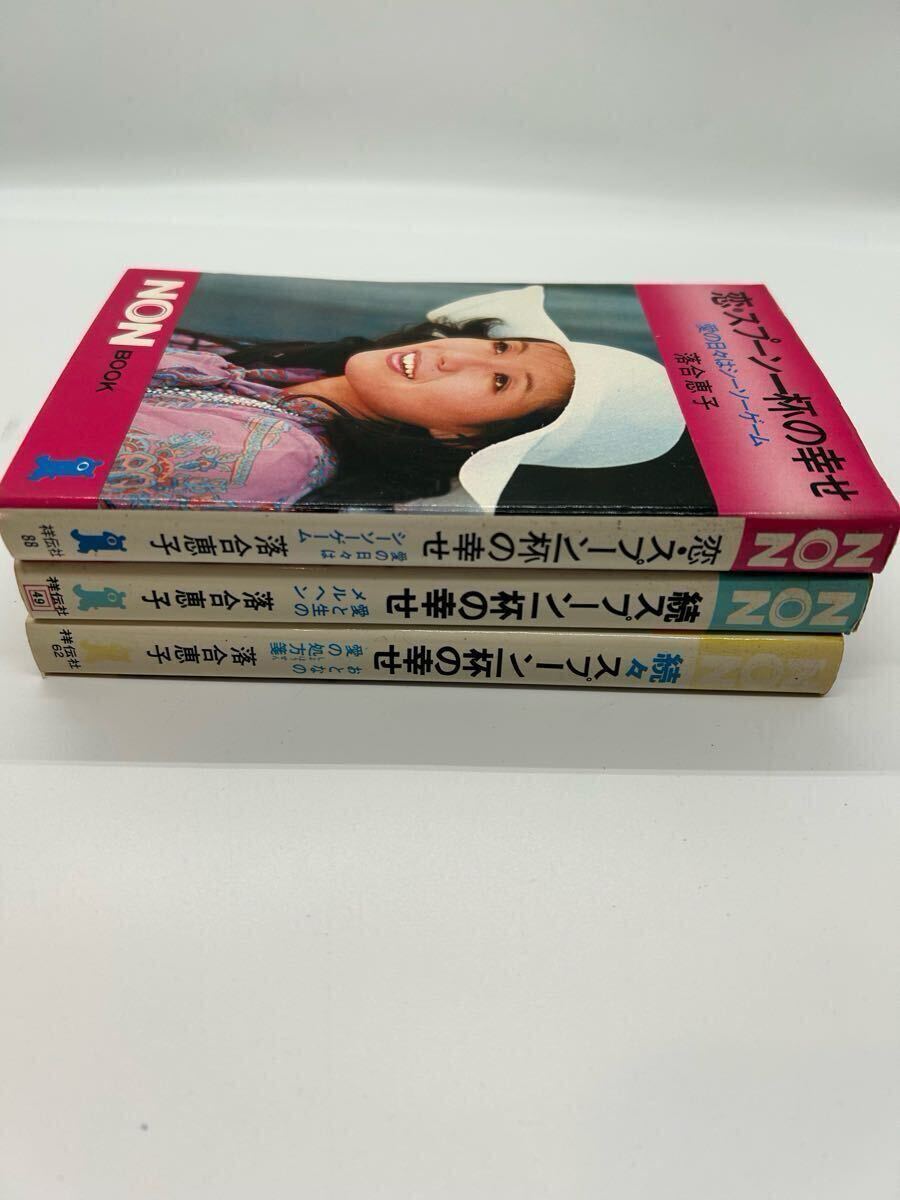 恋・スプーン一杯の幸せ
愛の日々はシーソーゲーム
落合恵子
NON
BOOK
NON
恋・スプーン一杯の幸せ
愛の日々は
シーソーゲーム
落合恵子
祥伝社
88
NON
続スプーン一杯の幸せ
愛と生の
メルヘン
落合恵子
祥伝社
49
NON
続々スプーン一杯の幸せ
おとなの
愛の処方箋
落合恵子
祥伝社
62